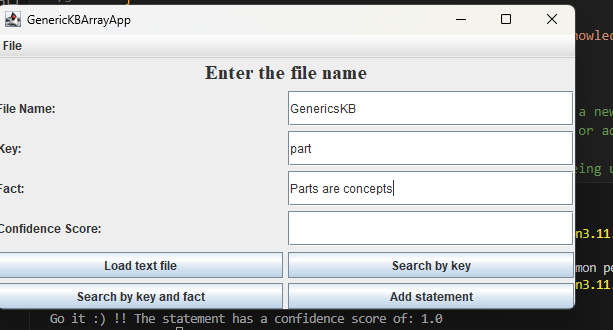 GenericKBArrayApp
File
Enter the file name
File Name: GenericsKB
Key: part
Fact: Parts are concepts
Confidence Score:
Load text file Search by key
Search by key and fact Add statement
Go it :) !! The statement has a confidence score of: 1.0
nowled
a new
or ad
eing u
n3.11.
mon pe
n3.11.